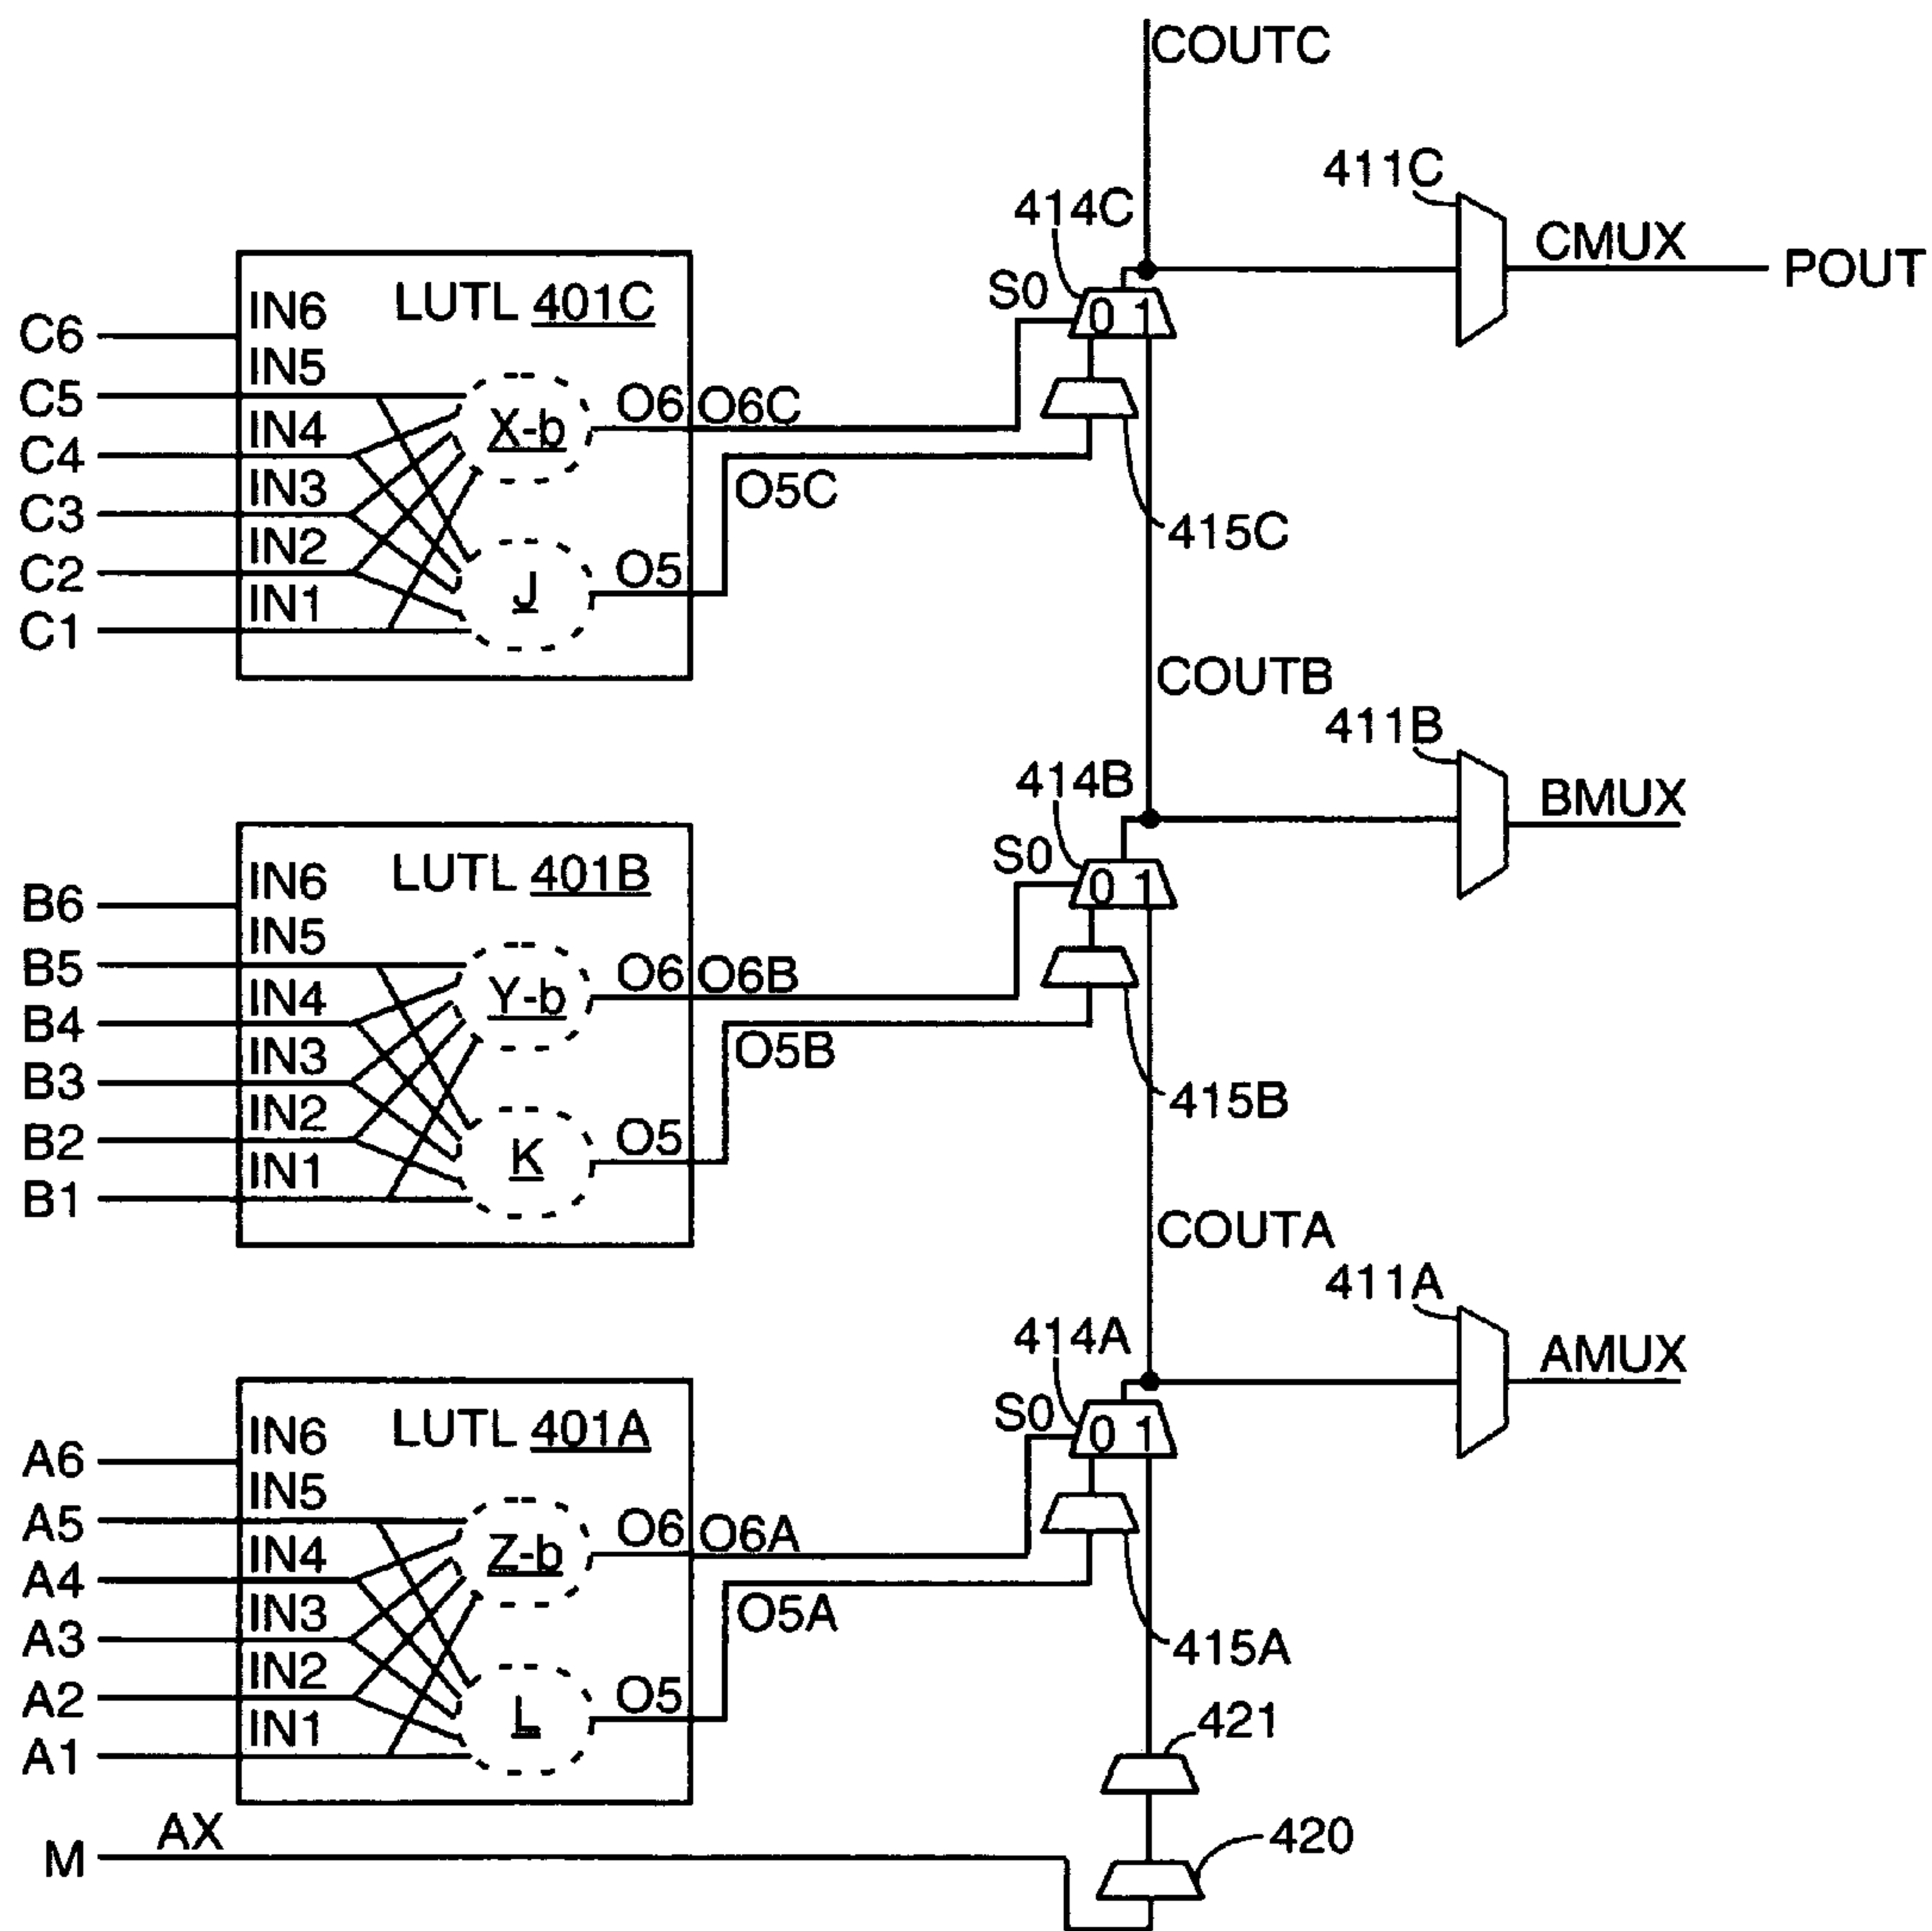 COUTC
411C
414C
CMUX
POUT
S0
0 1
LUTL 401C
C6
IN6
C5
IN5
X-b
O6
O6C
C4
IN4
O5C
415C
C3
IN3
C2
IN2
J
O5
C1
IN1
COUTB
411B
414B
BMUX
S0
0 1
LUTL 401B
B6
IN6
B5
IN5
Y-b
O6
O6B
B4
IN4
O5B
415B
B3
IN3
B2
IN2
K
O5
B1
IN1
COUTA
411A
414A
AMUX
S0
0 1
LUTL 401A
A6
IN6
A5
IN5
Z-b
O6
O6A
A4
IN4
O5A
415A
A3
IN3
A2
IN2
L
O5
A1
IN1
421
M
AX
420